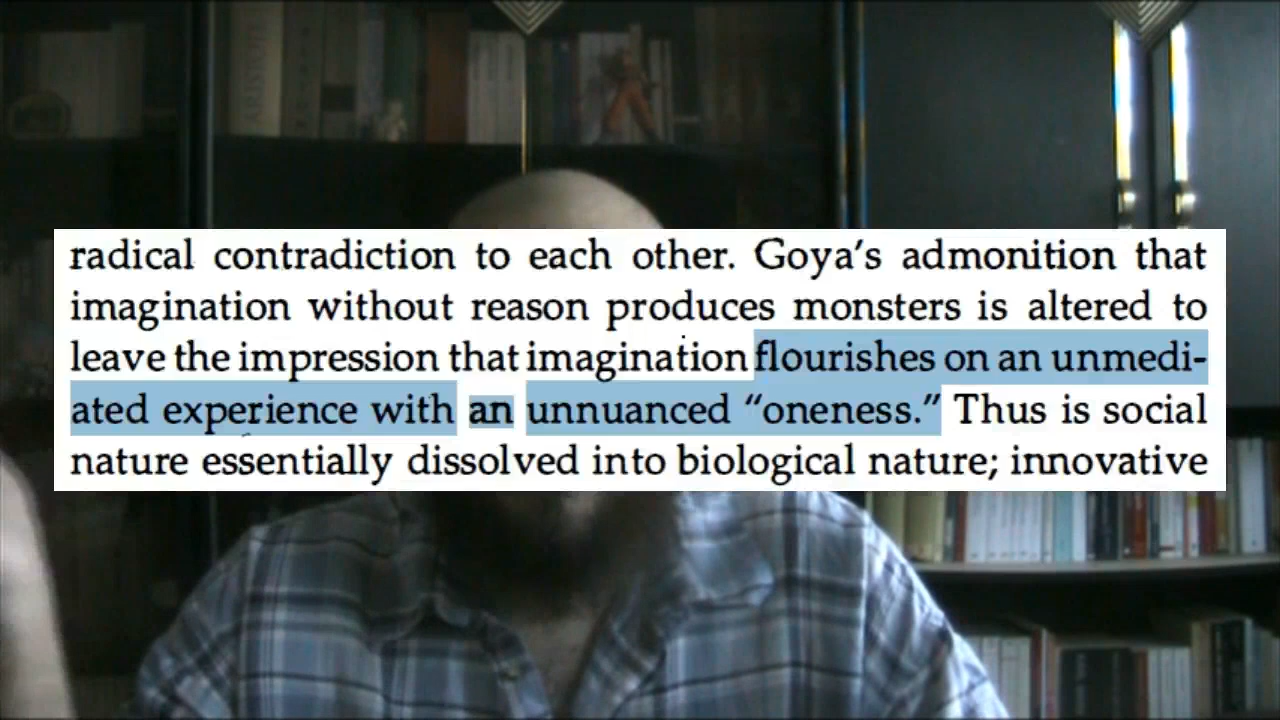 ARISTOTE
radical contradiction to each other. Goya’s admonition that
imagination without reason produces monsters is altered to
leave the impression that imagination flourishes on an unmedi-
ated experience with an unnuanced “oneness.” Thus is social
nature essentially dissolved into biological nature; innovative